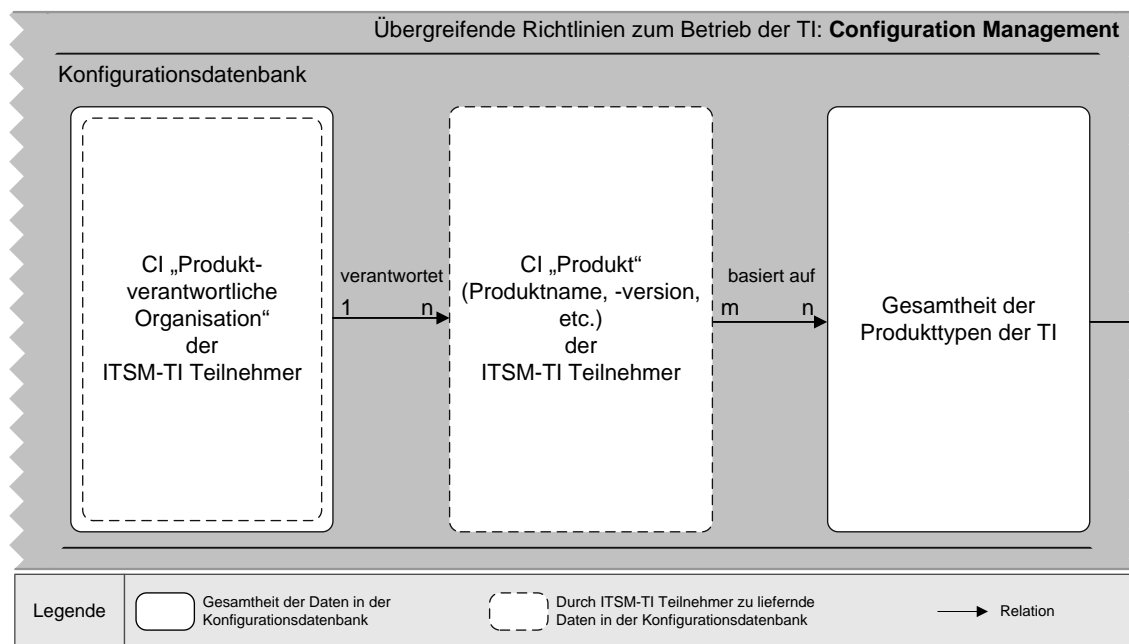 Übergreifende Richtlinien zum Betrieb der TI: Configuration Management
Konfigurationsdatenbank
CI „Produkt-
verantwortliche
Organisation“
der
ITSM-TI Teilnehmer
verantwortet
1 n
CI „Produkt“
(Produktname, -version,
etc.)
der
ITSM-TI Teilnehmer
basiert auf
m n
Gesamtheit der
Produkttypen der TI
Legende
Gesamtheit der Daten in der
Konfigurationsdatenbank
Durch ITSM-TI Teilnehmer zu liefernde
Daten in der Konfigurationsdatenbank
Relation